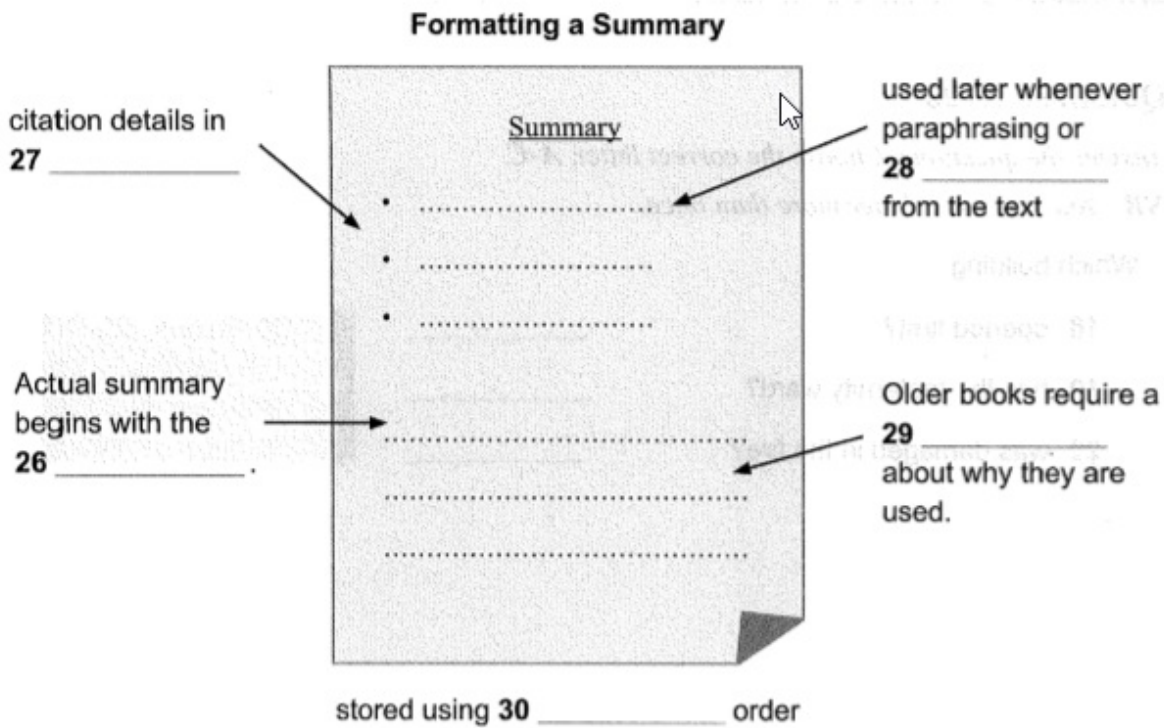 Formatting a Summary
citation details in
27 ____________
Summary
used later whenever
paraphrasing or
28 ____________
from the text
Actual summary
begins with the
26 ____________ .
Older books require a
29 ____________
about why they are
used.
stored using 30 ____________ order